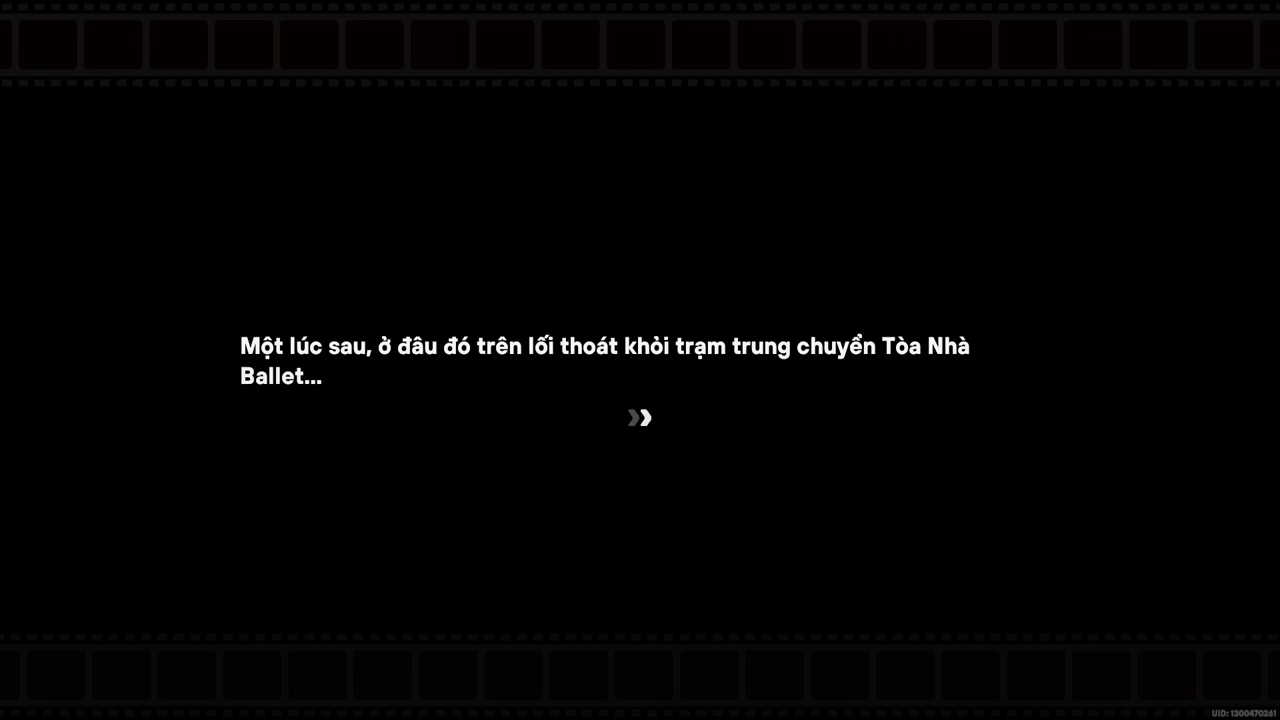 Một lúc sau, ở đâu đó trên lối thoát khỏi trạm trung chuyển Tòa Nhà
Ballet...
UID: 1300470261